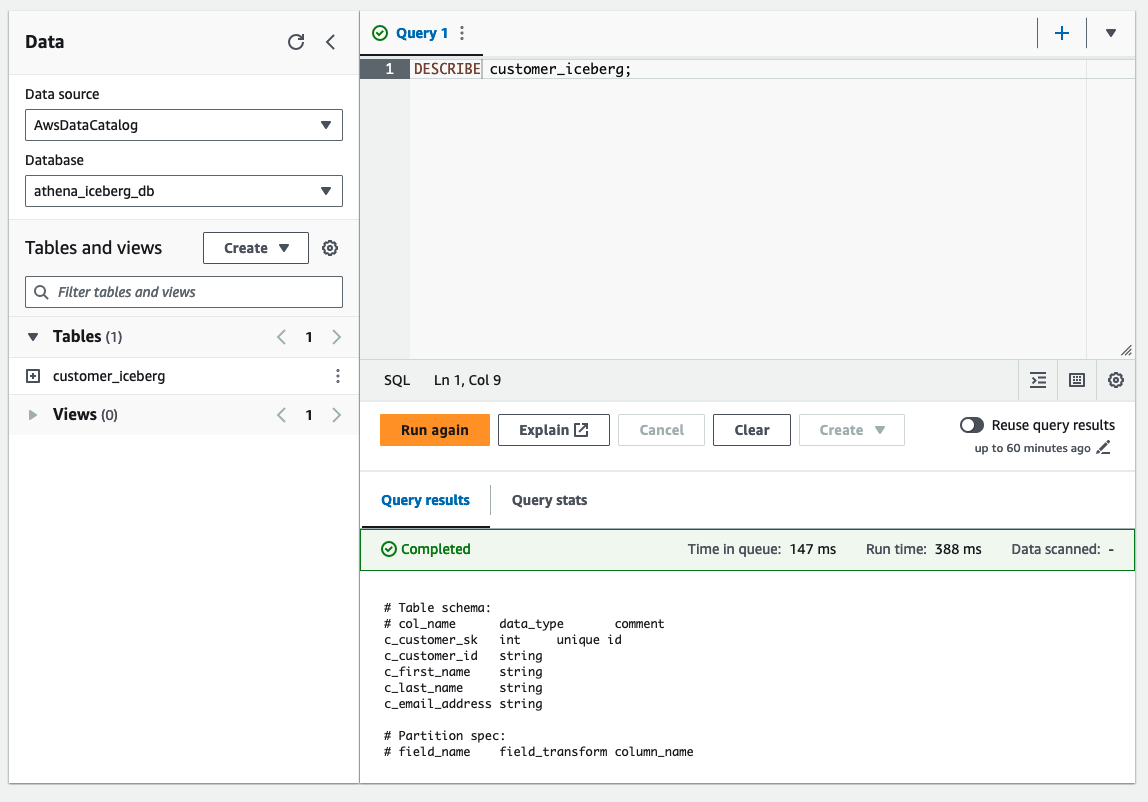 Data
Data source
AwsDataCatalog
Database
athena_iceberg_db
Tables and views
Create
Filter tables and views
Tables (1)
1
customer_iceberg
Views (0)
1
Query 1
1 DESCRIBE customer_iceberg;
SQL Ln 1, Col 9
Run again Explain Cancel Clear Create
Reuse query results
up to 60 minutes ago
Query results Query stats
Completed Time in queue: 147 ms Run time: 388 ms Data scanned: -
# Table schema:
# col_name data_type comment
c_customer_sk int unique id
c_customer_id string
c_first_name string
c_last_name string
c_email_address string
# Partition spec:
# field_name field_transform column_name